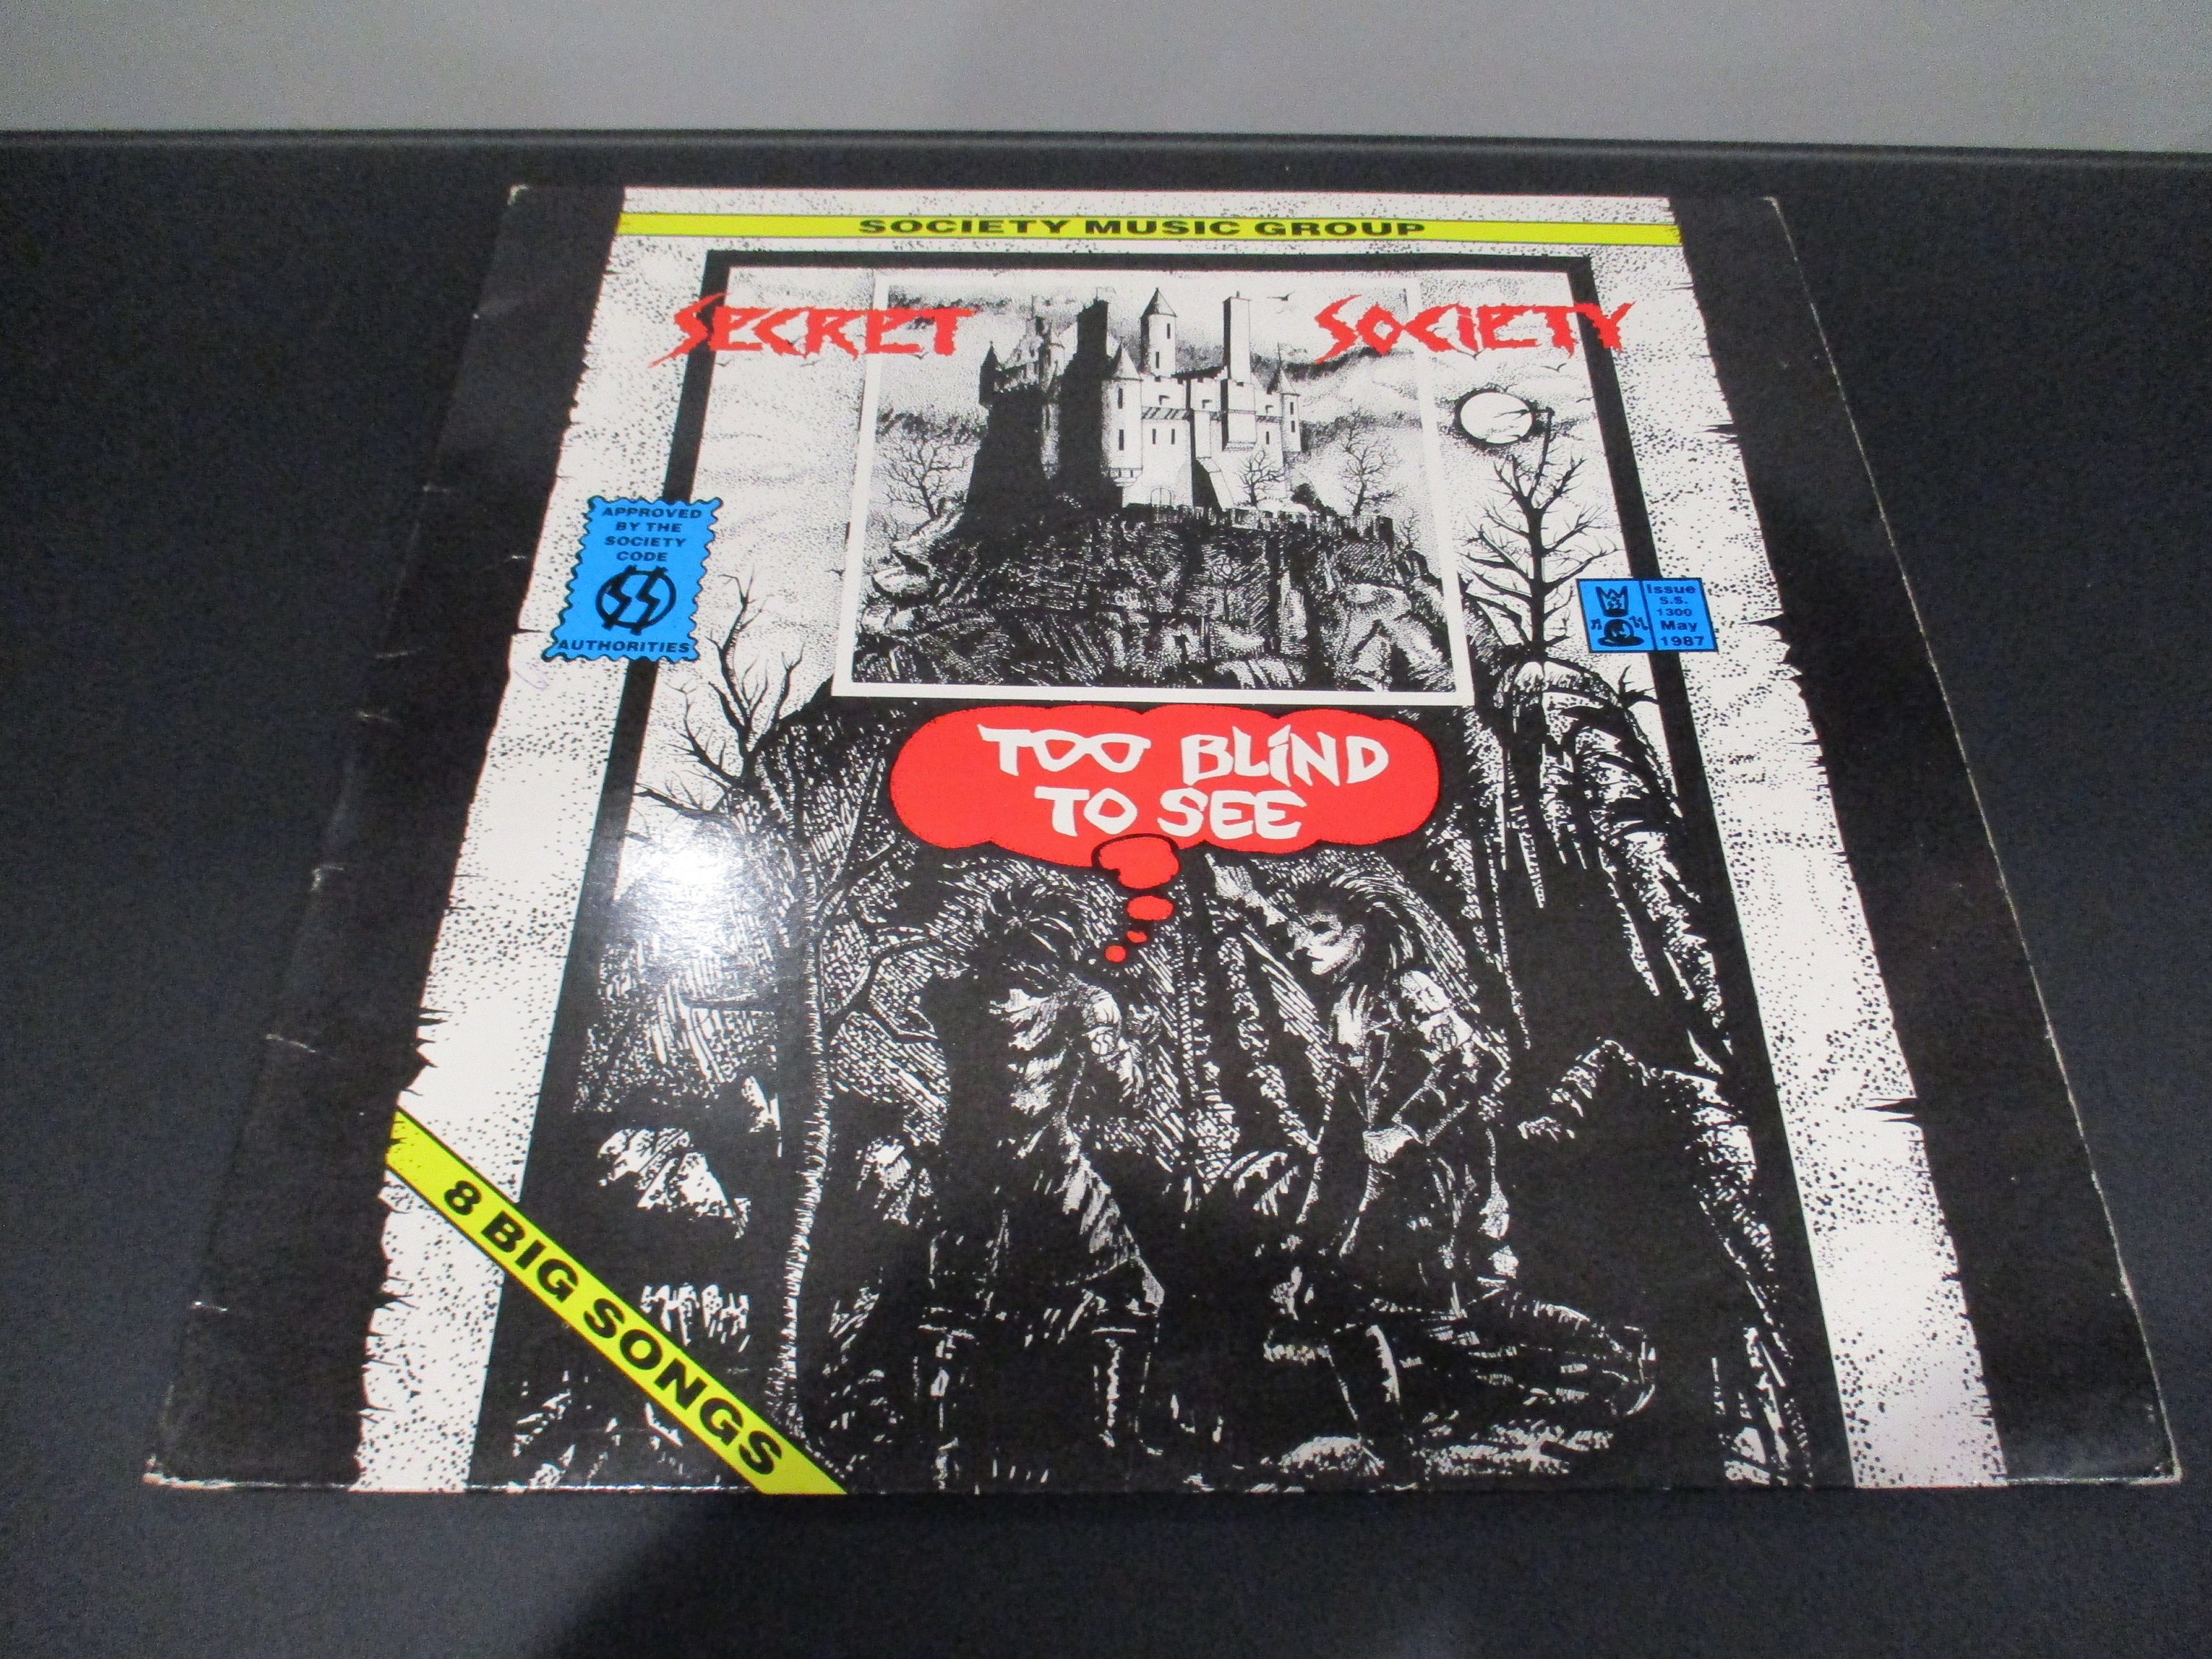 SOCIETY MUSIC GROUP
SECRET SOCIETY
APPROVED
BY THE
SOCIETY
CODE
SS
AUTHORITIES
Issue
S.S.
1300
May
1987
TOO BLiND
TO SEE
8 BIG SONGS